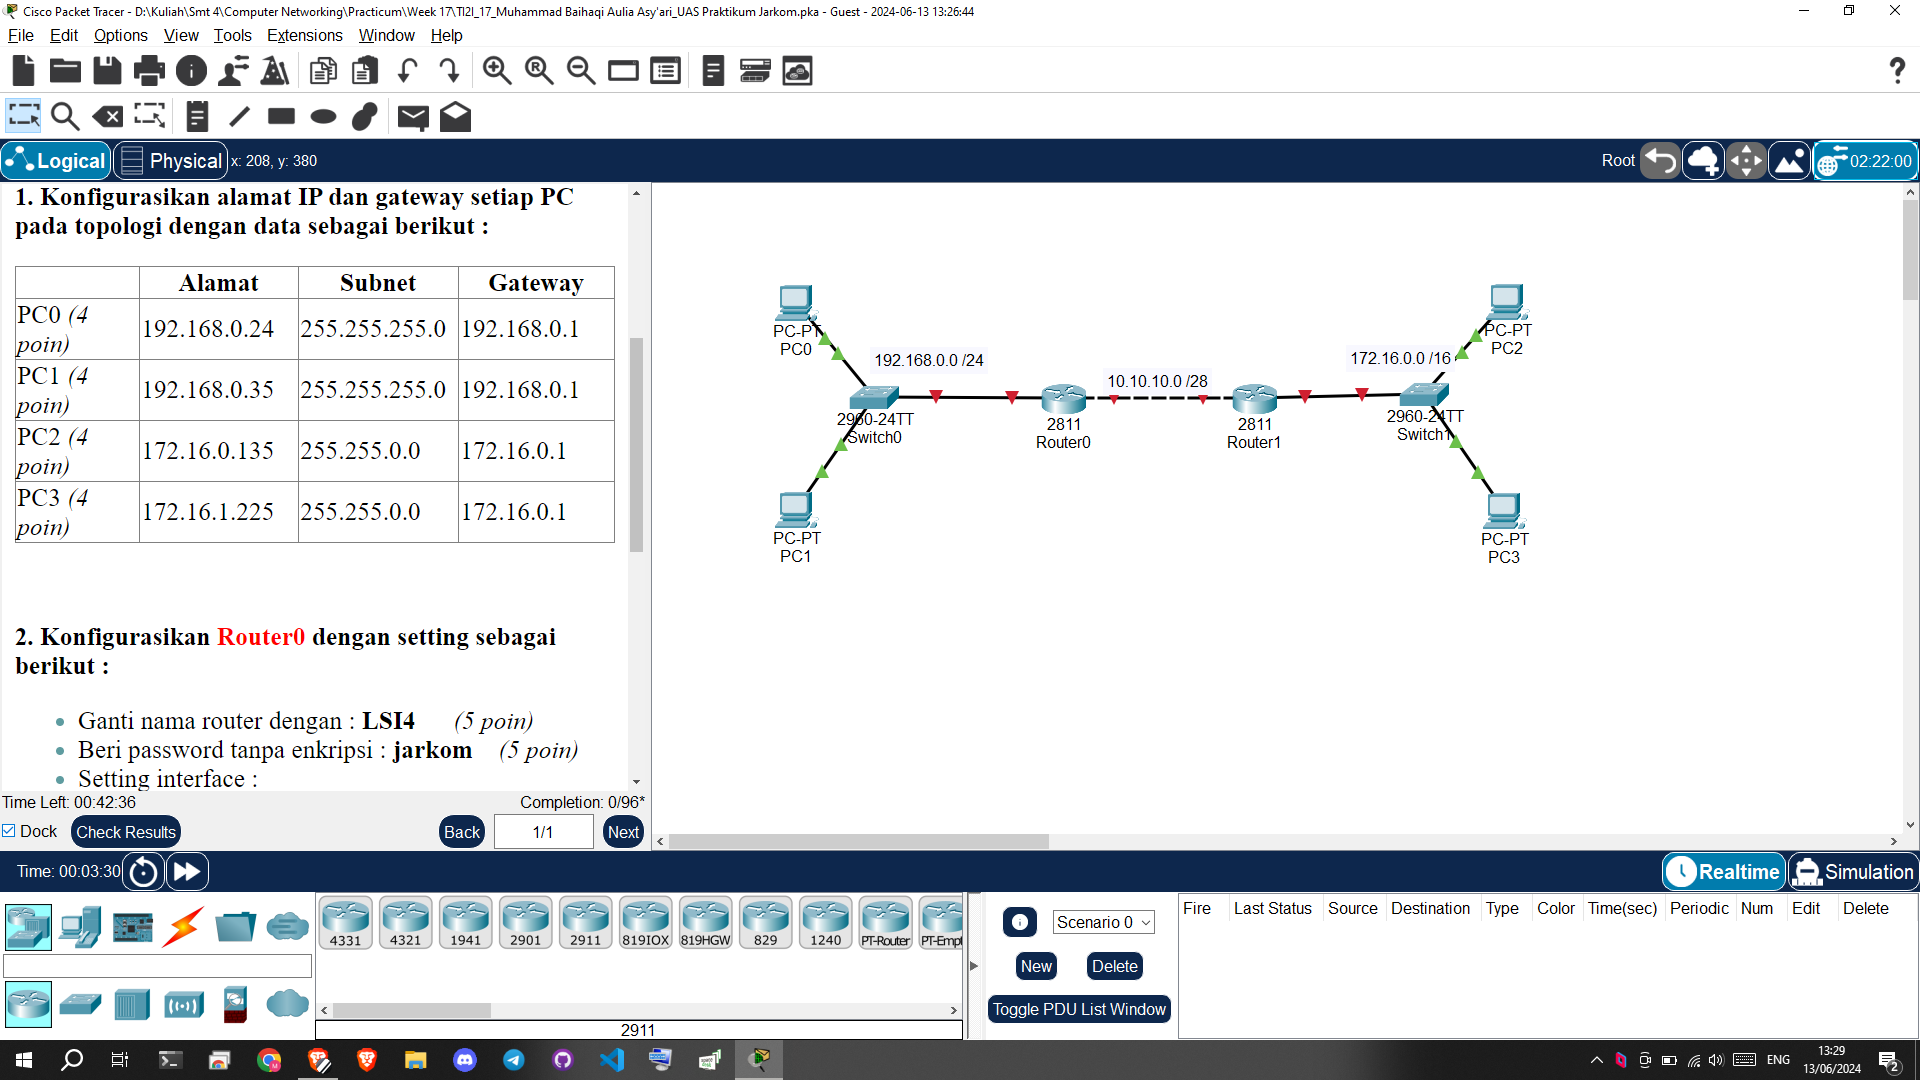 Cisco Packet Tracer - D:\Kuliah\Smt 4\Computer Networking\Practicum\Week 17\TI2I_17_Muhammad Baihaqi Aulia Asy'ari_UAS Praktikum Jarkom.pka - Guest - 2024-06-13 13:26:44
File Edit Options View Tools Extensions Window Help
Logical Physical x: 208, y: 380 Root 02:22:00
1. Konfigurasikan alamat IP dan gateway setiap PC
pada topologi dengan data sebagai berikut :
Alamat Subnet Gateway
PC0 (4 poin) 192.168.0.24 255.255.255.0 192.168.0.1
PC1 (4 poin) 192.168.0.35 255.255.255.0 192.168.0.1
PC2 (4 poin) 172.16.0.135 255.255.0.0 172.16.0.1
PC3 (4 poin) 172.16.1.225 255.255.0.0 172.16.0.1
2. Konfigurasikan Router0 dengan setting sebagai
berikut :
Ganti nama router dengan : LSI4 (5 poin)
Beri password tanpa enkripsi : jarkom (5 poin)
Setting interface :
Time Left: 00:42:36 Completion: 0/96*
Dock Check Results Back 1/1 Next
PC-PT
PC0
192.168.0.0 /24
2960-24TT
Switch0
PC-PT
PC1
2811
Router0
10.10.10.0 /28
2811
Router1
172.16.0.0 /16
2960-24TT
Switch1
PC-PT
PC2
PC-PT
PC3
Time: 00:03:30 Realtime Simulation
4331 4321 1941 2901 2911 819IOX 819HGW 829 1240 PT-Router PT-Empt
2911
Scenario 0
New Delete
Toggle PDU List Window
Fire Last Status Source Destination Type Color Time(sec) Periodic Num Edit Delete
ENG
13:29
13/06/2024
2